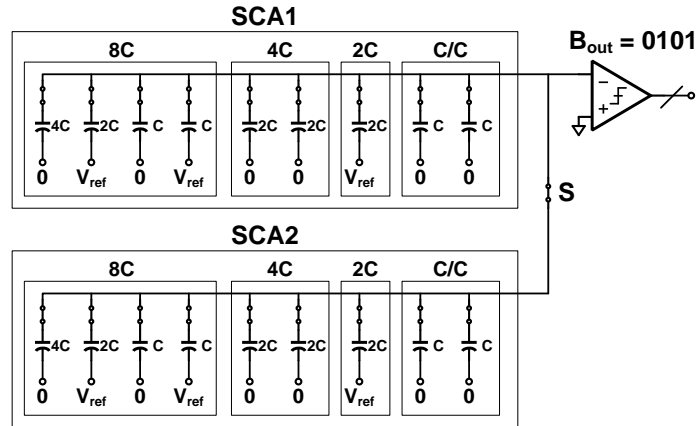 SCA1
8C 4C 2C C/C
B_out = 0101
4C 2C C C 2C 2C 2C C C
− +
0 V_ref 0 V_ref 0 0 V_ref 0 0
S
SCA2
8C 4C 2C C/C
4C 2C C C 2C 2C 2C C C
0 V_ref 0 V_ref 0 0 V_ref 0 0